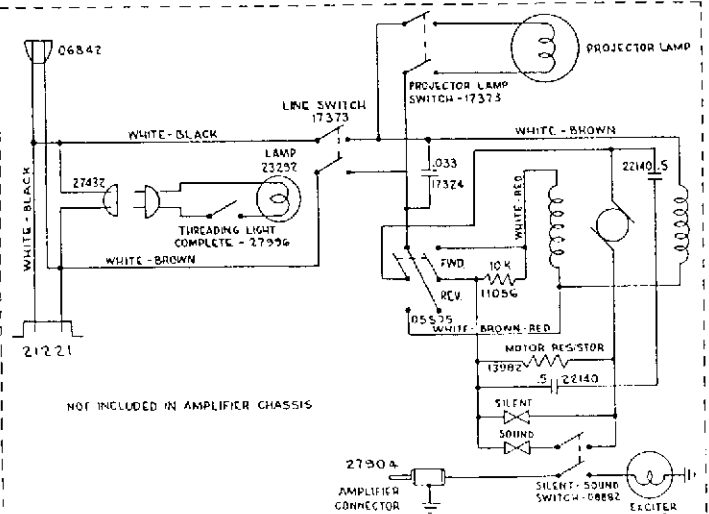 06842
PROJECTOR LAMP
PROJECTOR LAMP
SWITCH - 17373
LINE SWITCH
17373
WHITE - BLACK
WHITE - BROWN
LAMP
23292
.033
17324
22140 .5
27432
WHITE - BLACK
WHITE-RED
THREADING LIGHT
COMPLETE - 27996
WHITE - BROWN
FWD.
10 K
11056
REV.
05575
WHITE-BROWN-RED
21221
MOTOR RESISTOR
13982
.5 22140
NOT INCLUDED IN AMPLIFIER CHASSIS
SILENT
SOUND
27904
AMPLIFIER
CONNECTOR
SILENT - SOUND
SWITCH - 08882
EXCITER